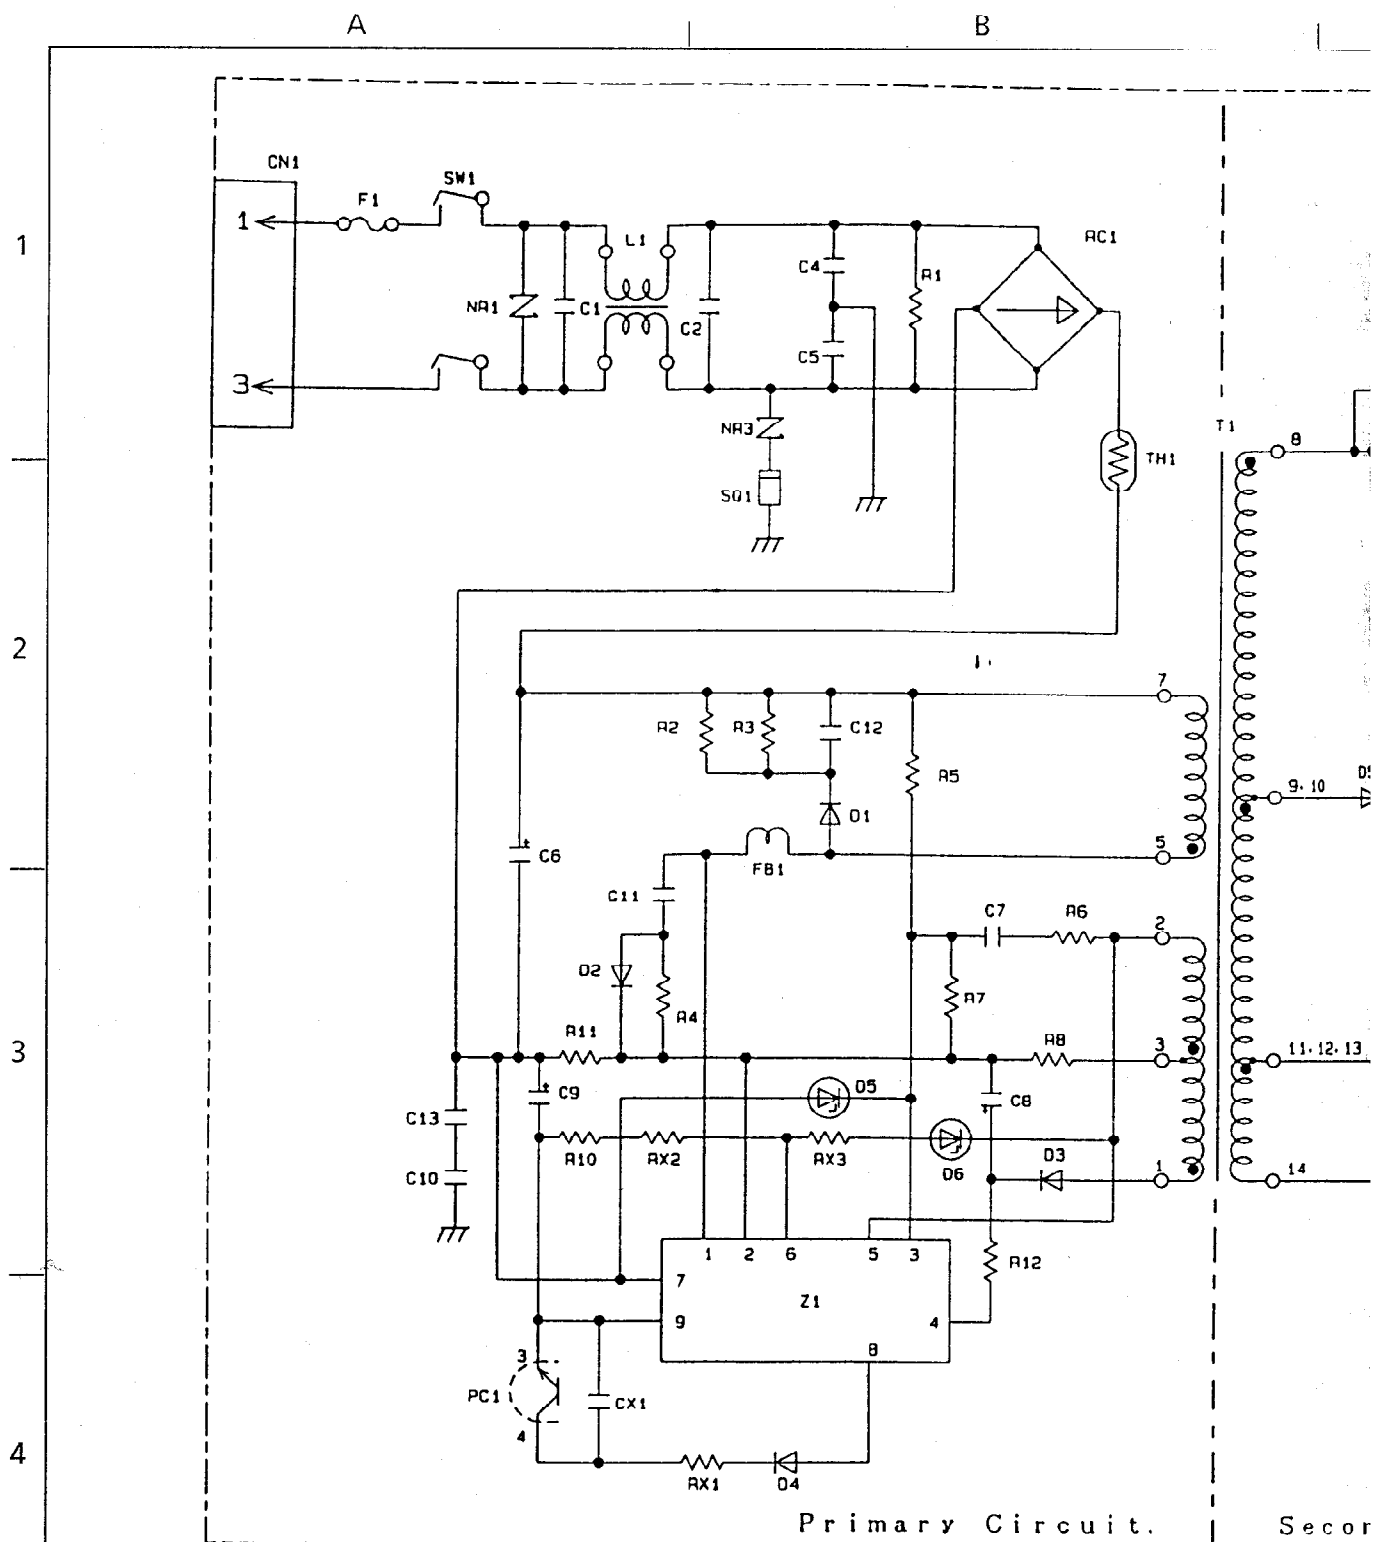 A B
CN1
F1 SW1
1
1
L1
C4
R1
RC1
NR1
C1
C2
C5
3
NR3
T1
8
TH1
SQ1
2
7
R2 R3 C12
R5
9, 10
D1
5
C6
FB1
C11
C7 R6
2
D2
R7
R4
3
R11
R8
3
11, 12, 13
D5
C9
C8
C13
R10 RX2 RX3
D6
D3
C10
1
14
1 2 6 5 3
R12
7
Z1
9
4
8
3
PC1
CX1
4
4
RX1 D4
Primary Circuit.
Secor